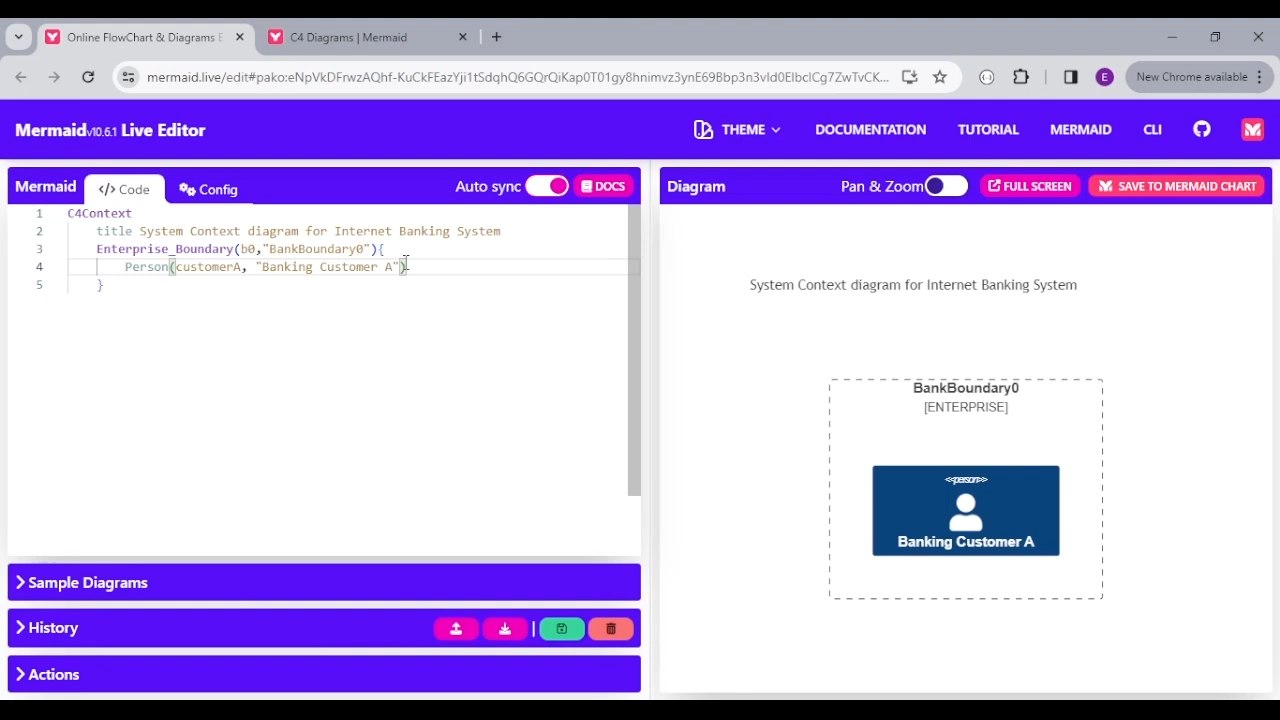 Online FlowChart & Diagrams E
C4 Diagrams | Mermaid
mermaid.live/edit#pako:eNpVkDFrwzAQhf-KuCkFEazYji1tSdqhQ6GQrQiKap0T01gy8hnimvz3ynE69Bbp3n3vld0ElbcICg7ZwTvCK...
E
New Chrome available
Mermaidv10.6.1 Live Editor
THEME
DOCUMENTATION
TUTORIAL
MERMAID
CLI
Mermaid
</> Code
Config
Auto sync
DOCS
1 C4Context
2 title System Context diagram for Internet Banking System
3 Enterprise_Boundary(b0,"BankBoundary0"){
4 Person(customerA, "Banking Customer A")
5 }
Sample Diagrams
History
Actions
Diagram
Pan & Zoom
FULL SCREEN
SAVE TO MERMAID CHART
System Context diagram for Internet Banking System
BankBoundary0
[ENTERPRISE]
<<person>>
Banking Customer A